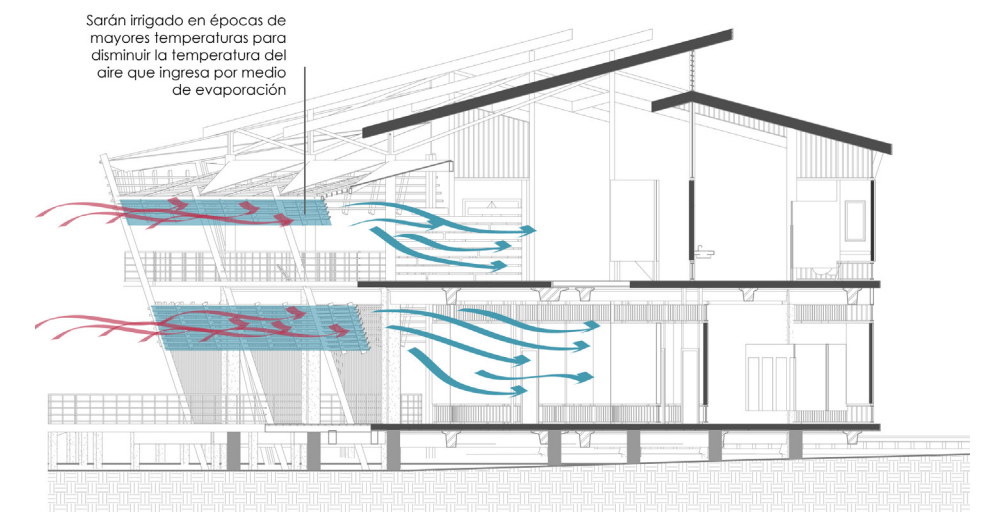 Sarán irrigado en épocas de
mayores temperaturas para
disminuir la temperatura del
aire que ingresa por medio
de evaporación